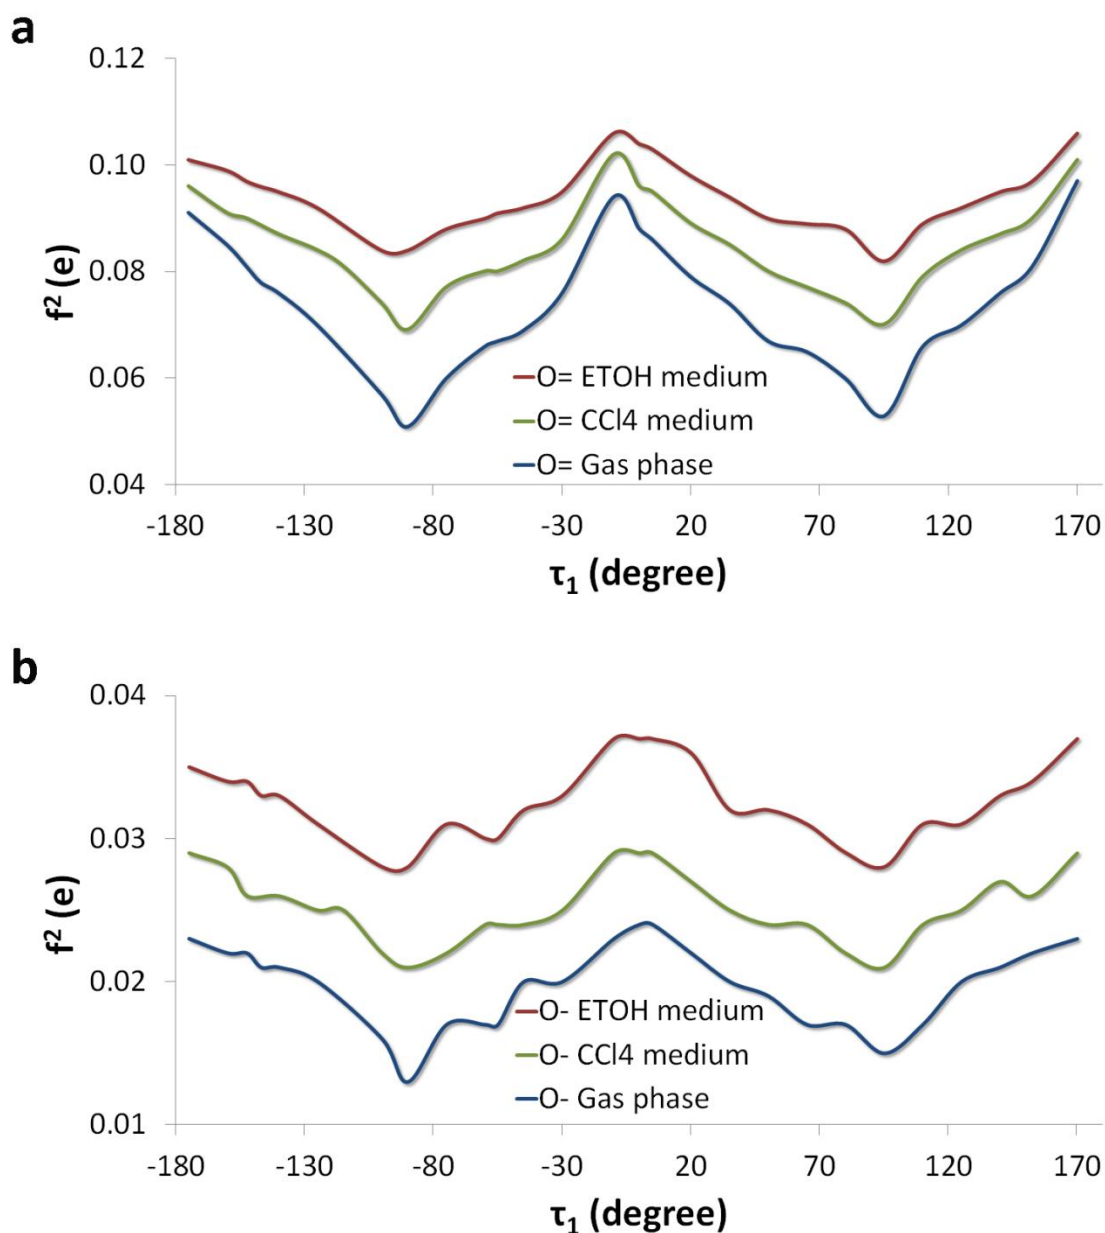 a
0.12
0.10
0.08
0.06
0.04
f² (e)
O= ETOH medium
O= CCl4 medium
O= Gas phase
-180 -130 -80 -30 20 70 120 170
τ₁ (degree)
b
0.04
0.03
0.02
0.01
f² (e)
O- ETOH medium
O- CCl4 medium
O- Gas phase
-180 -130 -80 -30 20 70 120 170
τ₁ (degree)